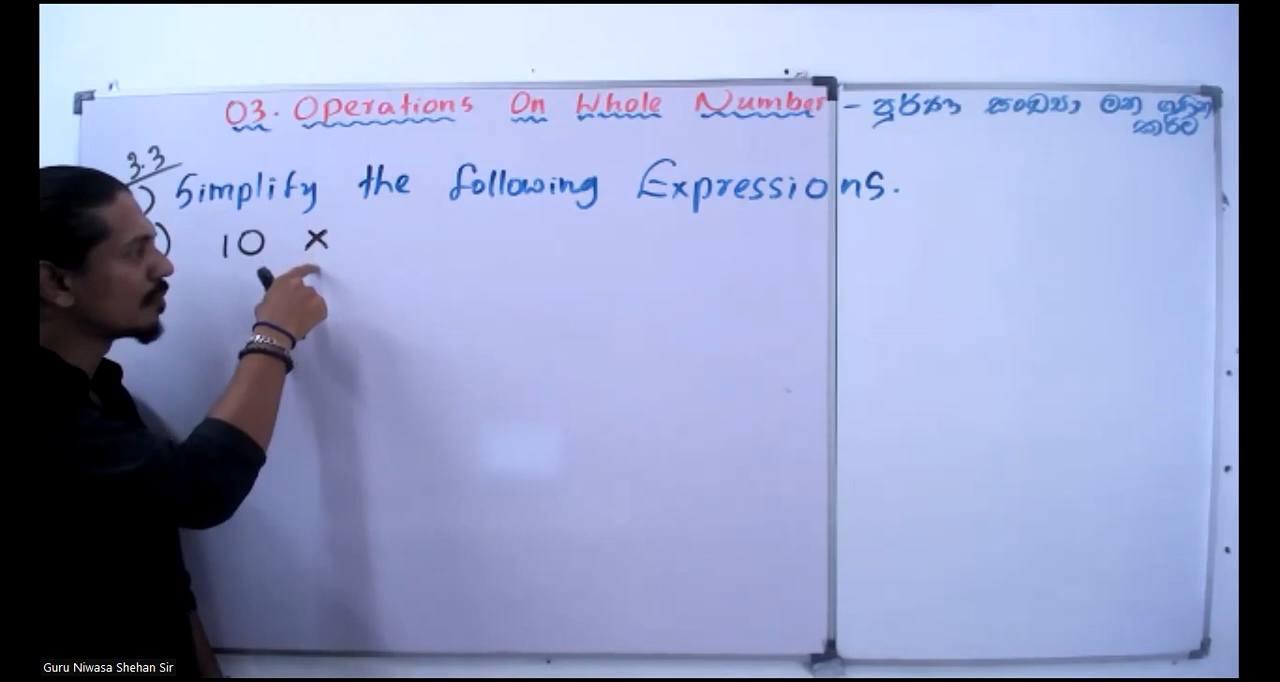 03. Operations On Whole Number - පූර්ණ සංඛ්‍යා මත ගණිත
කර්ම
3.3
) Simplify the following Expressions.
) 10 ×
Guru Niwasa Shehan Sir